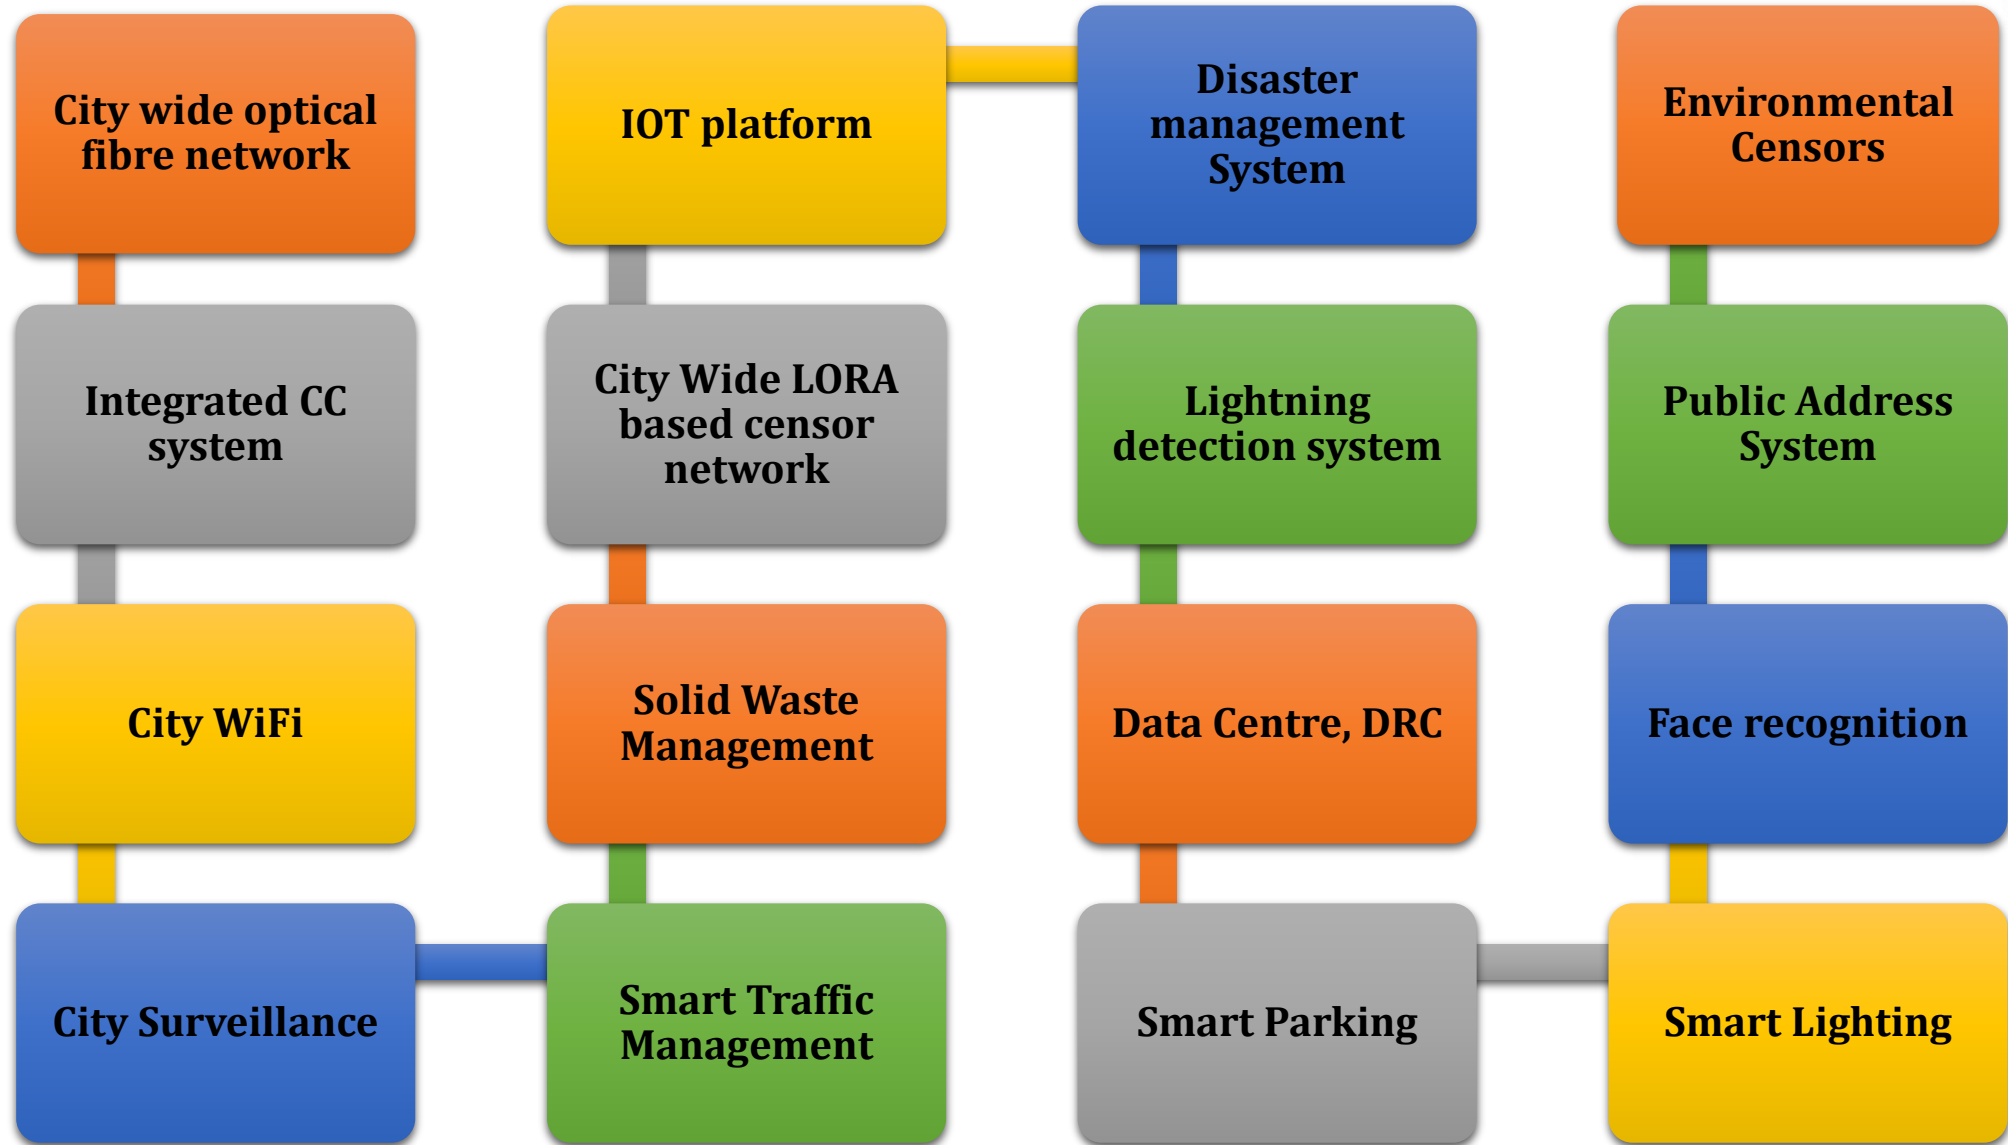 City wide optical
fibre network
Integrated CC
system
City WiFi
City Surveillance
Smart Traffic
Management
Solid Waste
Management
City Wide LORA
based censor
network
IOT platform
Disaster
management
System
Lightning
detection system
Data Centre, DRC
Smart Parking
Smart Lighting
Face recognition
Public Address
System
Environmental
Censors